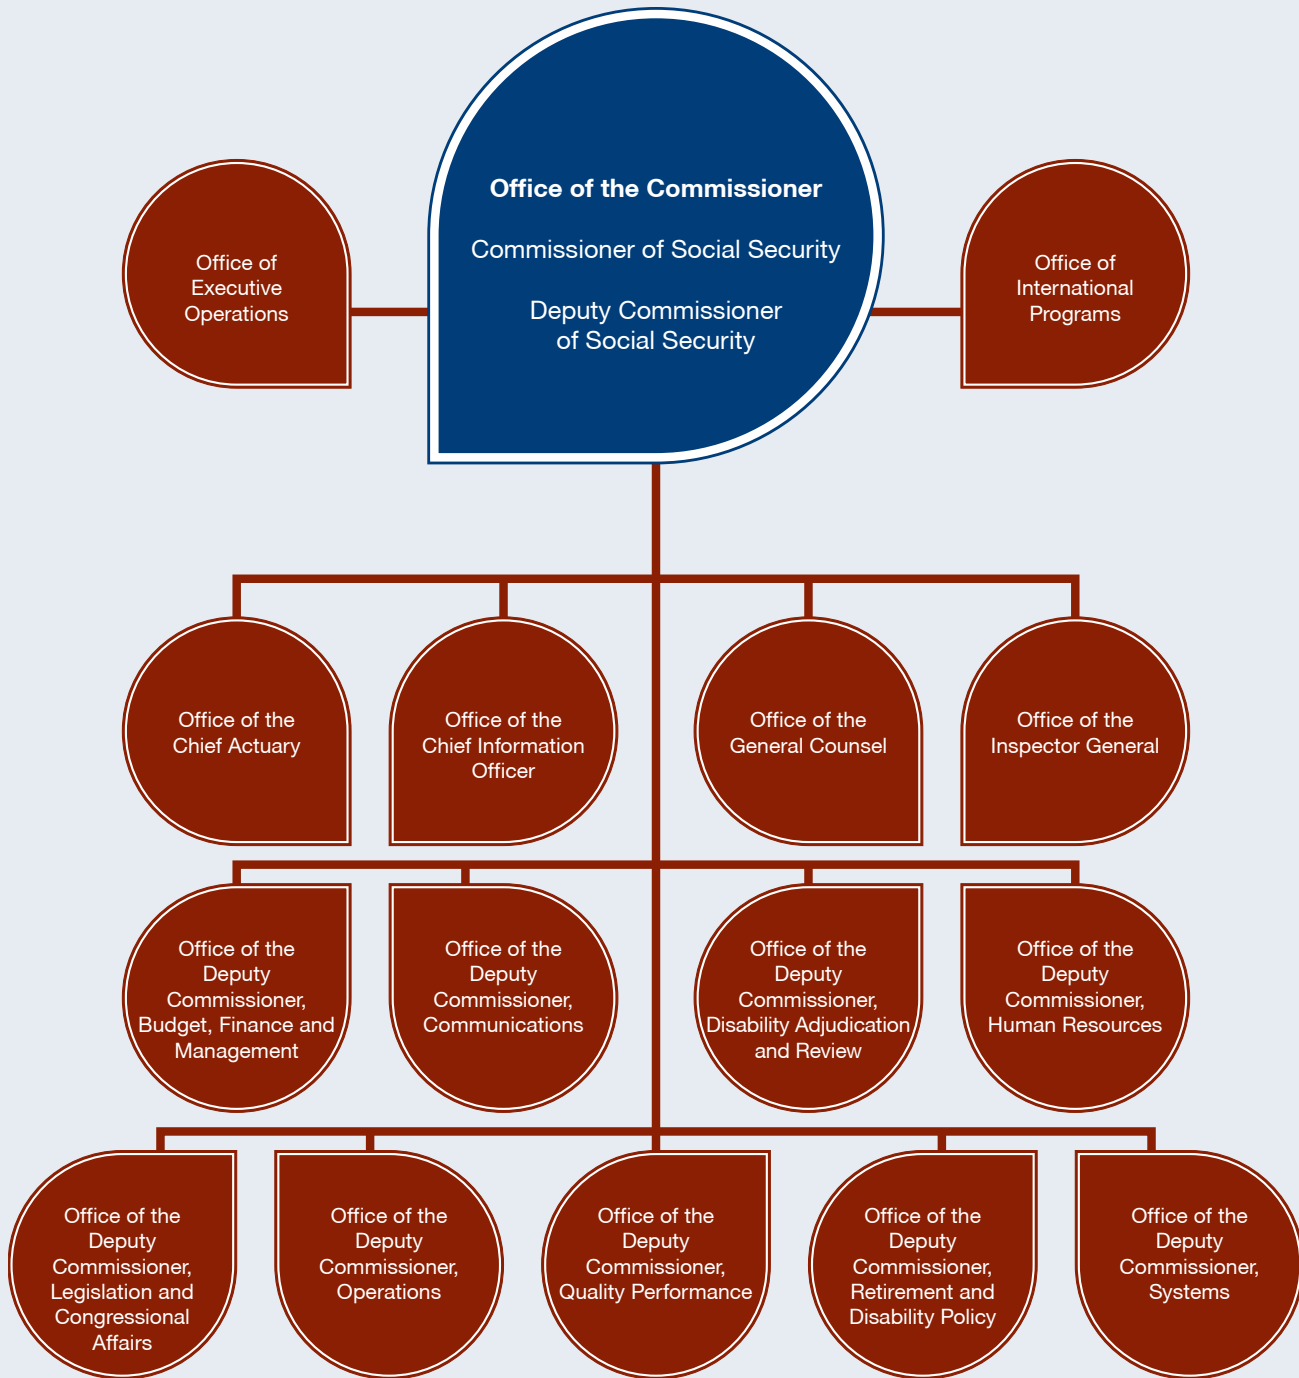 Office of the Commissioner
Commissioner of Social Security
Deputy Commissioner
of Social Security
Office of
Executive
Operations
Office of
International
Programs
Office of the
Chief Actuary
Office of the
Chief Information
Officer
Office of the
General Counsel
Office of the
Inspector General
Office of the
Deputy
Commissioner,
Budget, Finance and
Management
Office of the
Deputy
Commissioner,
Communications
Office of the
Deputy
Commissioner,
Disability Adjudication
and Review
Office of the
Deputy
Commissioner,
Human Resources
Office of the
Deputy
Commissioner,
Legislation and
Congressional
Affairs
Office of the
Deputy
Commissioner,
Operations
Office of the
Deputy
Commissioner,
Quality Performance
Office of the
Deputy
Commissioner,
Retirement and
Disability Policy
Office of the
Deputy
Commissioner,
Systems